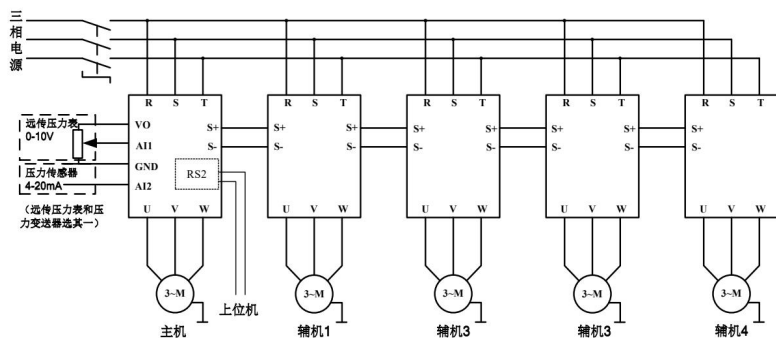 三
相
电
源
R S T
R S T
R S T
R S T
R S T
远传压力表
0-10V
VO
AI1
GND
压力传感器
4-20mA
AI2
(远传压力表和压
力变送器选其一)
RS2
S+
S-
S+
S-
S+
S-
S+
S-
S+
S-
U V W
U V W
U V W
U V W
U V W
3~M
3~M
3~M
3~M
3~M
主机
上位机
辅机1
辅机3
辅机3
辅机4